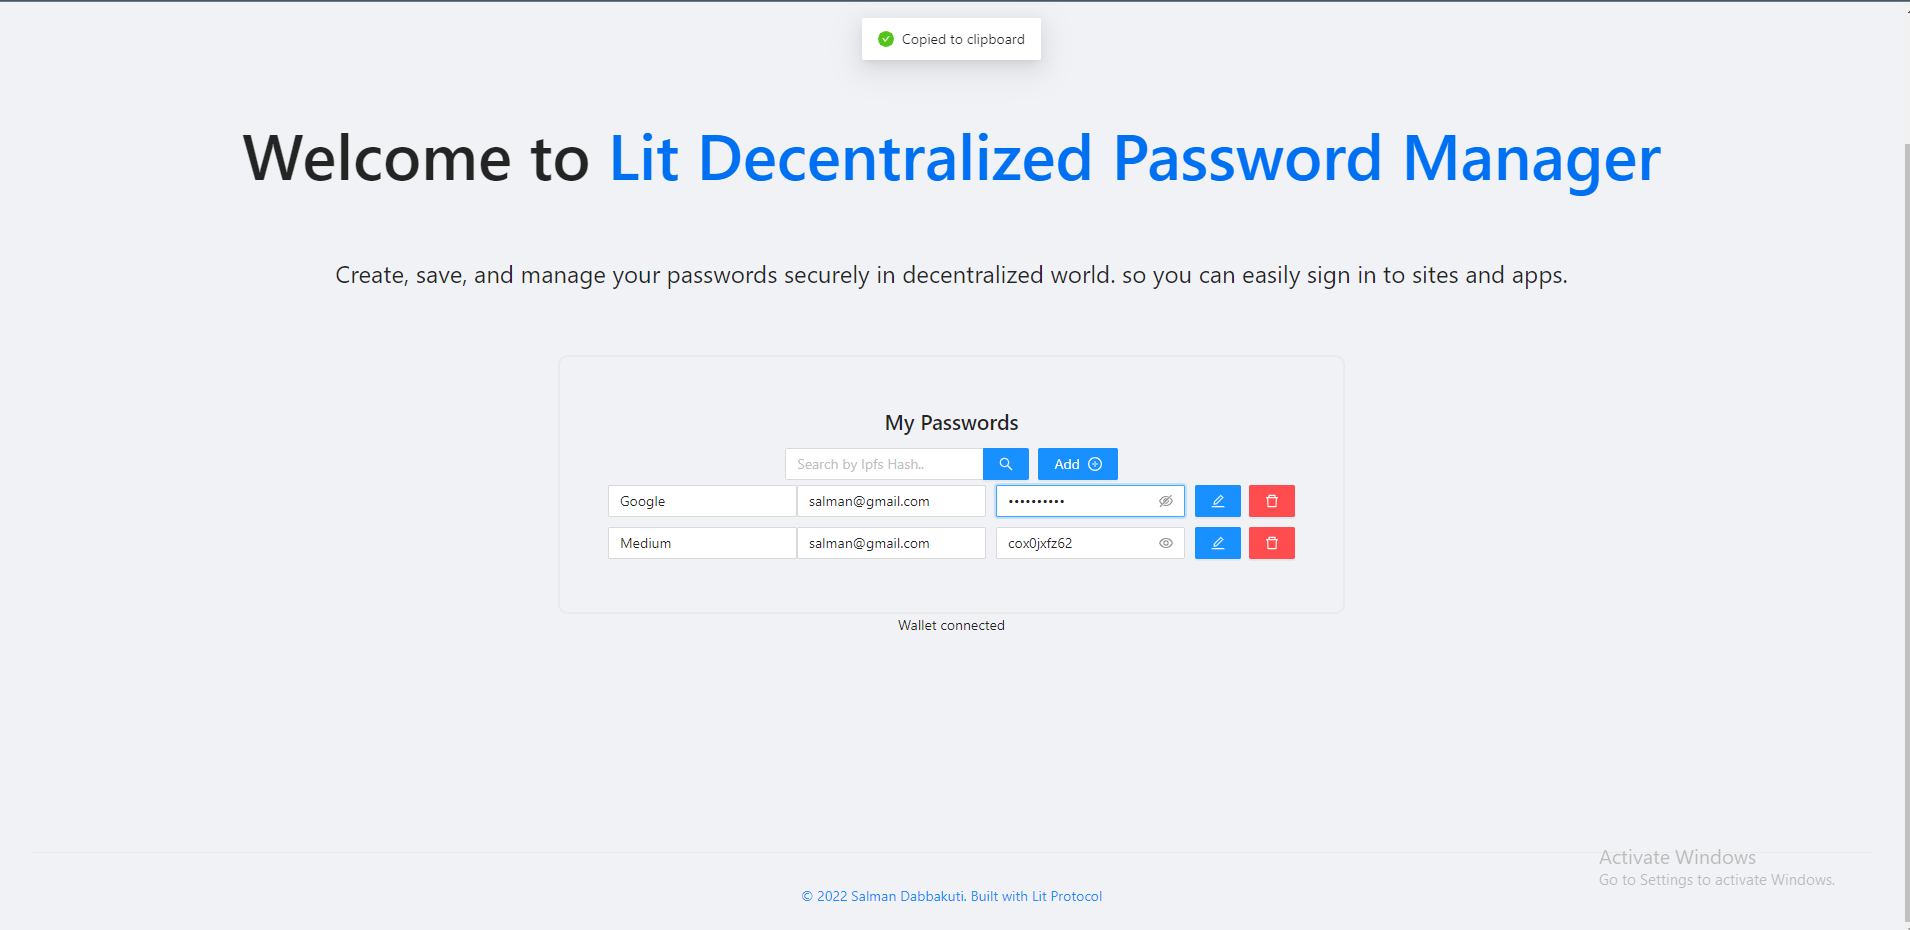 Copied to clipboard
Welcome to Lit Decentralized Password Manager
Create, save, and manage your passwords securely in decentralized world. so you can easily sign in to sites and apps.
My Passwords
Search by Ipfs Hash.. Add
Google salman@gmail.com ••••••••••
Medium salman@gmail.com cox0jxfz62
Wallet connected
Activate Windows
Go to Settings to activate Windows.
© 2022 Salman Dabbakuti. Built with Lit Protocol